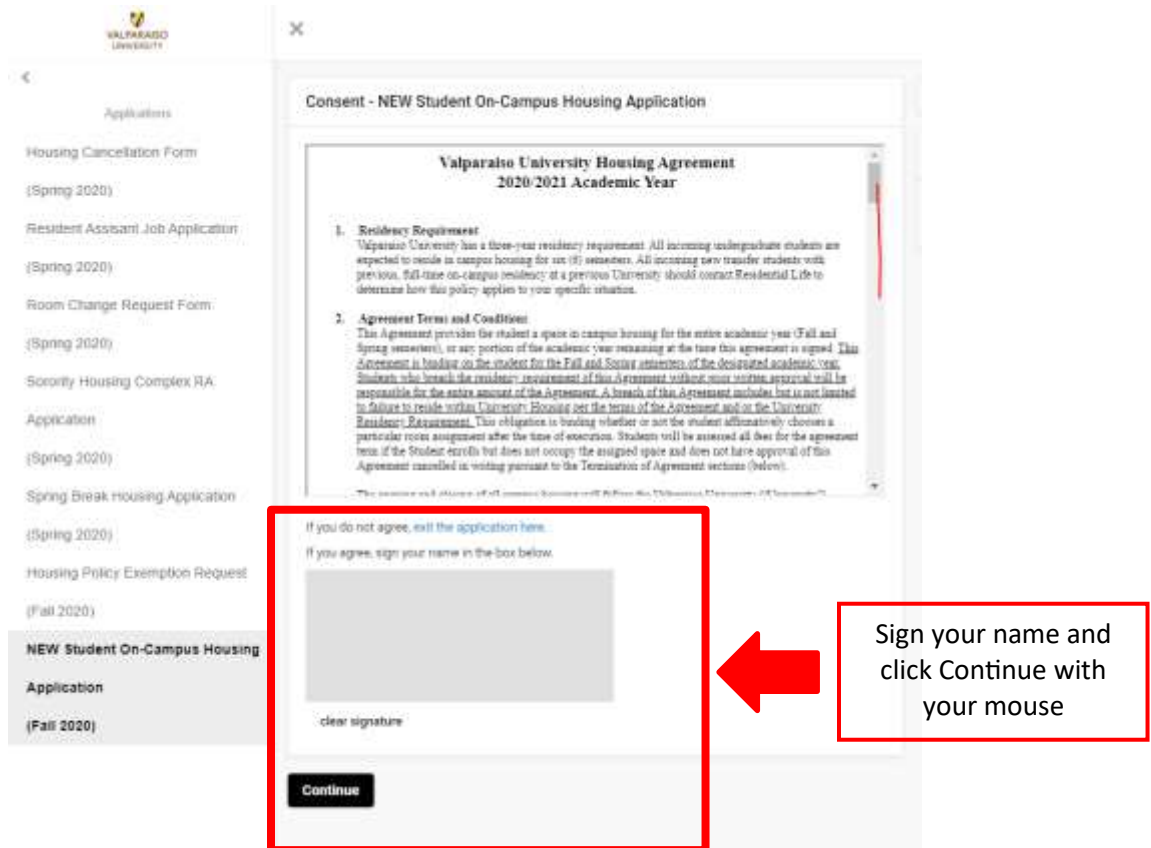 VALPARAISO
UNIVERSITY
Applications
Housing Cancellation Form
(Spring 2020)
Resident Assisant Job Application
(Spring 2020)
Room Change Request Form
(Spring 2020)
Sorority Housing Complex RA
Application
(Spring 2020)
Spring Break Housing Application
(Spring 2020)
Housing Policy Exemption Request
(Fall 2020)
NEW Student On-Campus Housing
Application
(Fall 2020)
Consent - NEW Student On-Campus Housing Application
Valparaiso University Housing Agreement
2020/2021 Academic Year
1. Residency Requirement
Valparaiso University has a three-year residency requirement. All incoming undergraduate students are
expected to reside in campus housing for six (6) semesters. All incoming new transfer students with
previous, full-time on-campus residency at a previous University should contact Residential Life to
determine how this policy applies to your specific situation.
2. Agreement Terms and Conditions
This Agreement provides the student a space in campus housing for the entire academic year (Fall and
Spring semesters), or any portion of the academic year remaining at the time this agreement is signed. This
Agreement is binding on the student for the Fall and Spring semesters of the designated academic year.
Students who breach the residency requirement of this Agreement without prior written approval will be
responsible for the entire amount of the Agreement. A breach of this Agreement includes but is not limited
to failure to reside within University Housing per the terms of the Agreement and/or the University
Residency Requirement. This obligation is binding whether or not the student affirmatively chooses a
particular room assignment after the time of execution. Students will be assessed all fees for the agreement
term if the Student enrolls but does not occupy the assigned space and does not have approval of this
Agreement cancelled in writing pursuant to the Termination of Agreement sections (below).
If you do not agree, exit the application here.
If you agree, sign your name in the box below.
clear signature
Continue
Sign your name and
click Continue with
your mouse